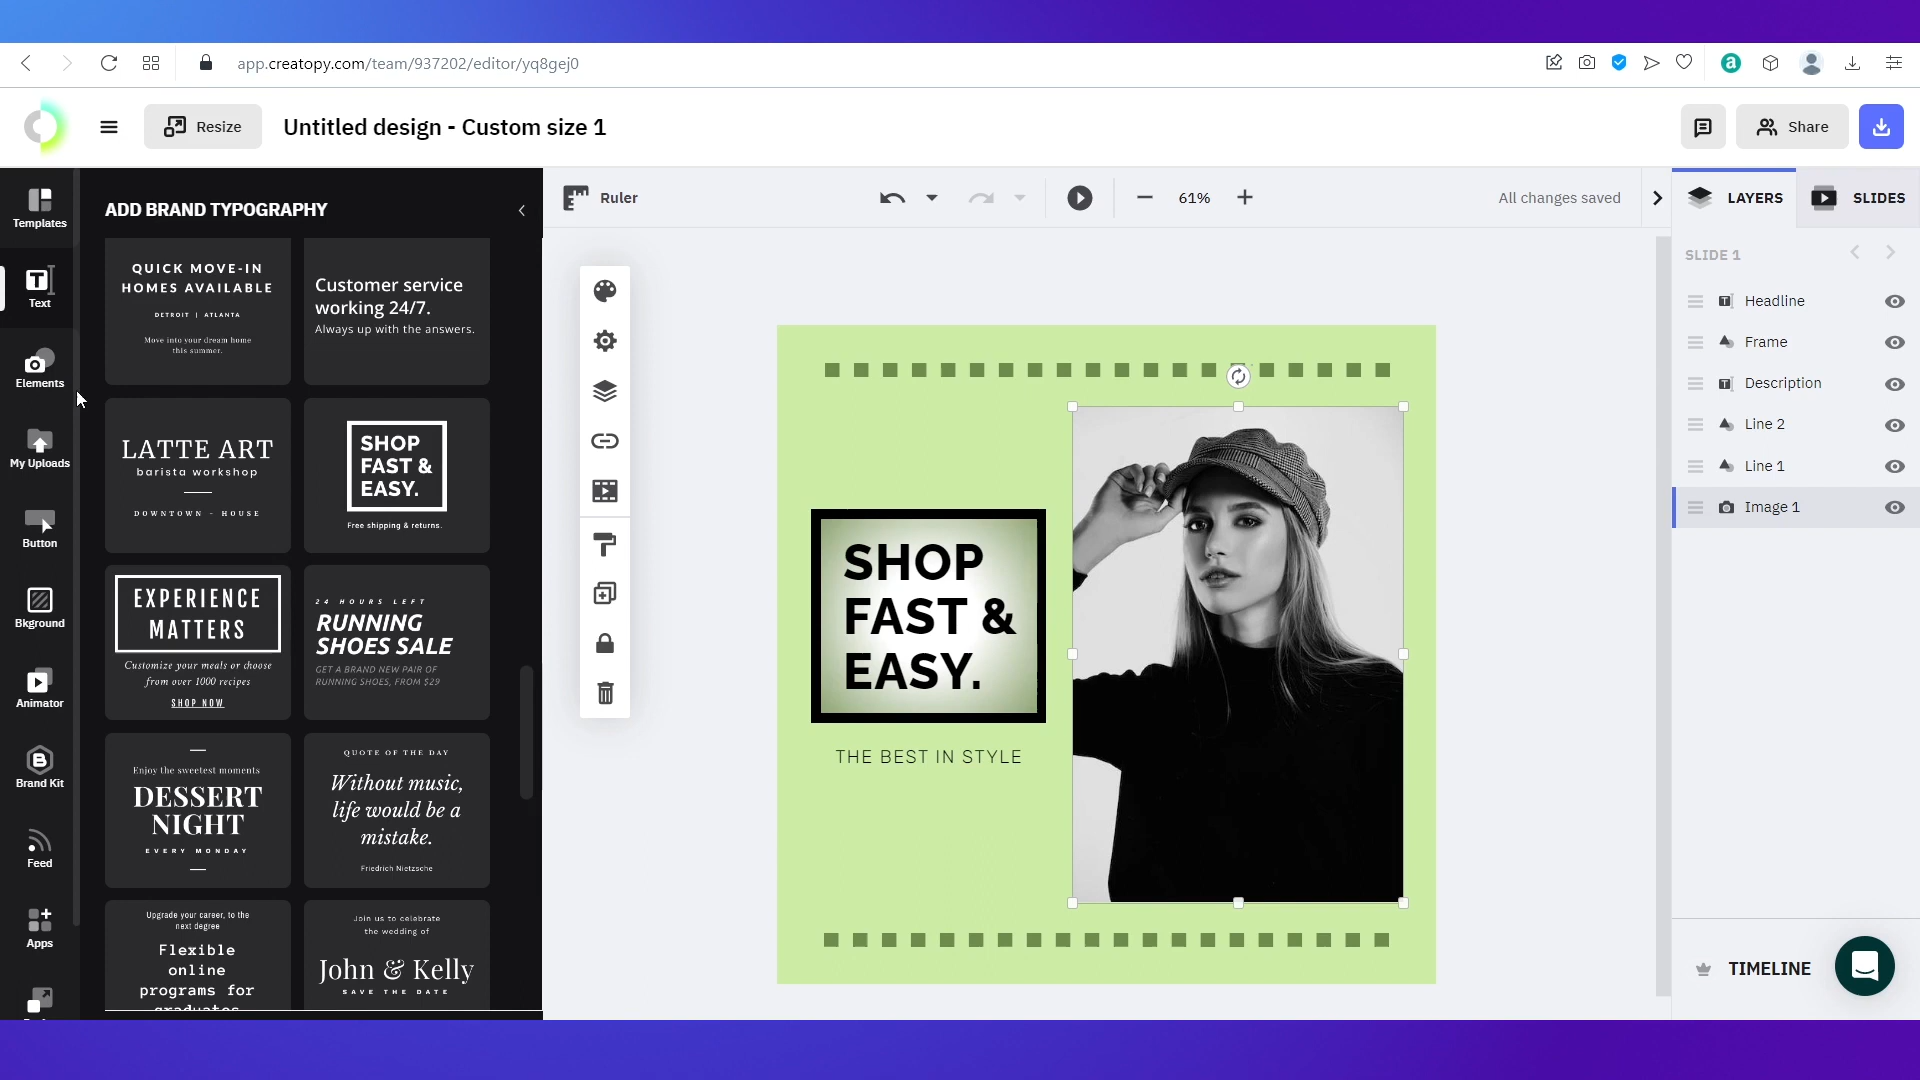 app.creatopy.com/team/937202/editor/yq8gej0
a
Resize
Untitled design - Custom size 1
Share
Templates
Text
Elements
My Uploads
Button
Bkground
Animator
Brand Kit
Feed
Apps
ADD BRAND TYPOGRAPHY
QUICK MOVE-IN
HOMES AVAILABLE
DETROIT | ATLANTA
Move into your dream home
this summer.
Customer service
working 24/7.
Always up with the answers.
LATTE ART
barista workshop
DOWNTOWN - HOUSE
SHOP
FAST &
EASY.
Free shipping & returns.
EXPERIENCE
MATTERS
Customize your meals or choose
from over 1000 recipes
SHOP NOW
24 HOURS LEFT
RUNNING
SHOES SALE
GET A BRAND NEW PAIR OF
RUNNING SHOES, FROM $29
Enjoy the sweetest moments
DESSERT
NIGHT
EVERY MONDAY
QUOTE OF THE DAY
Without music,
life would be a
mistake.
Friedrich Nietzsche
Upgrade your career, to the
next degree
Flexible
online
programs for
graduates
Join us to celebrate
the wedding of
John & Kelly
SAVE THE DATE
Ruler
61%
All changes saved
SHOP
FAST &
EASY.
THE BEST IN STYLE
LAYERS
SLIDES
SLIDE 1
Headline
Frame
Description
Line 2
Line 1
Image 1
TIMELINE